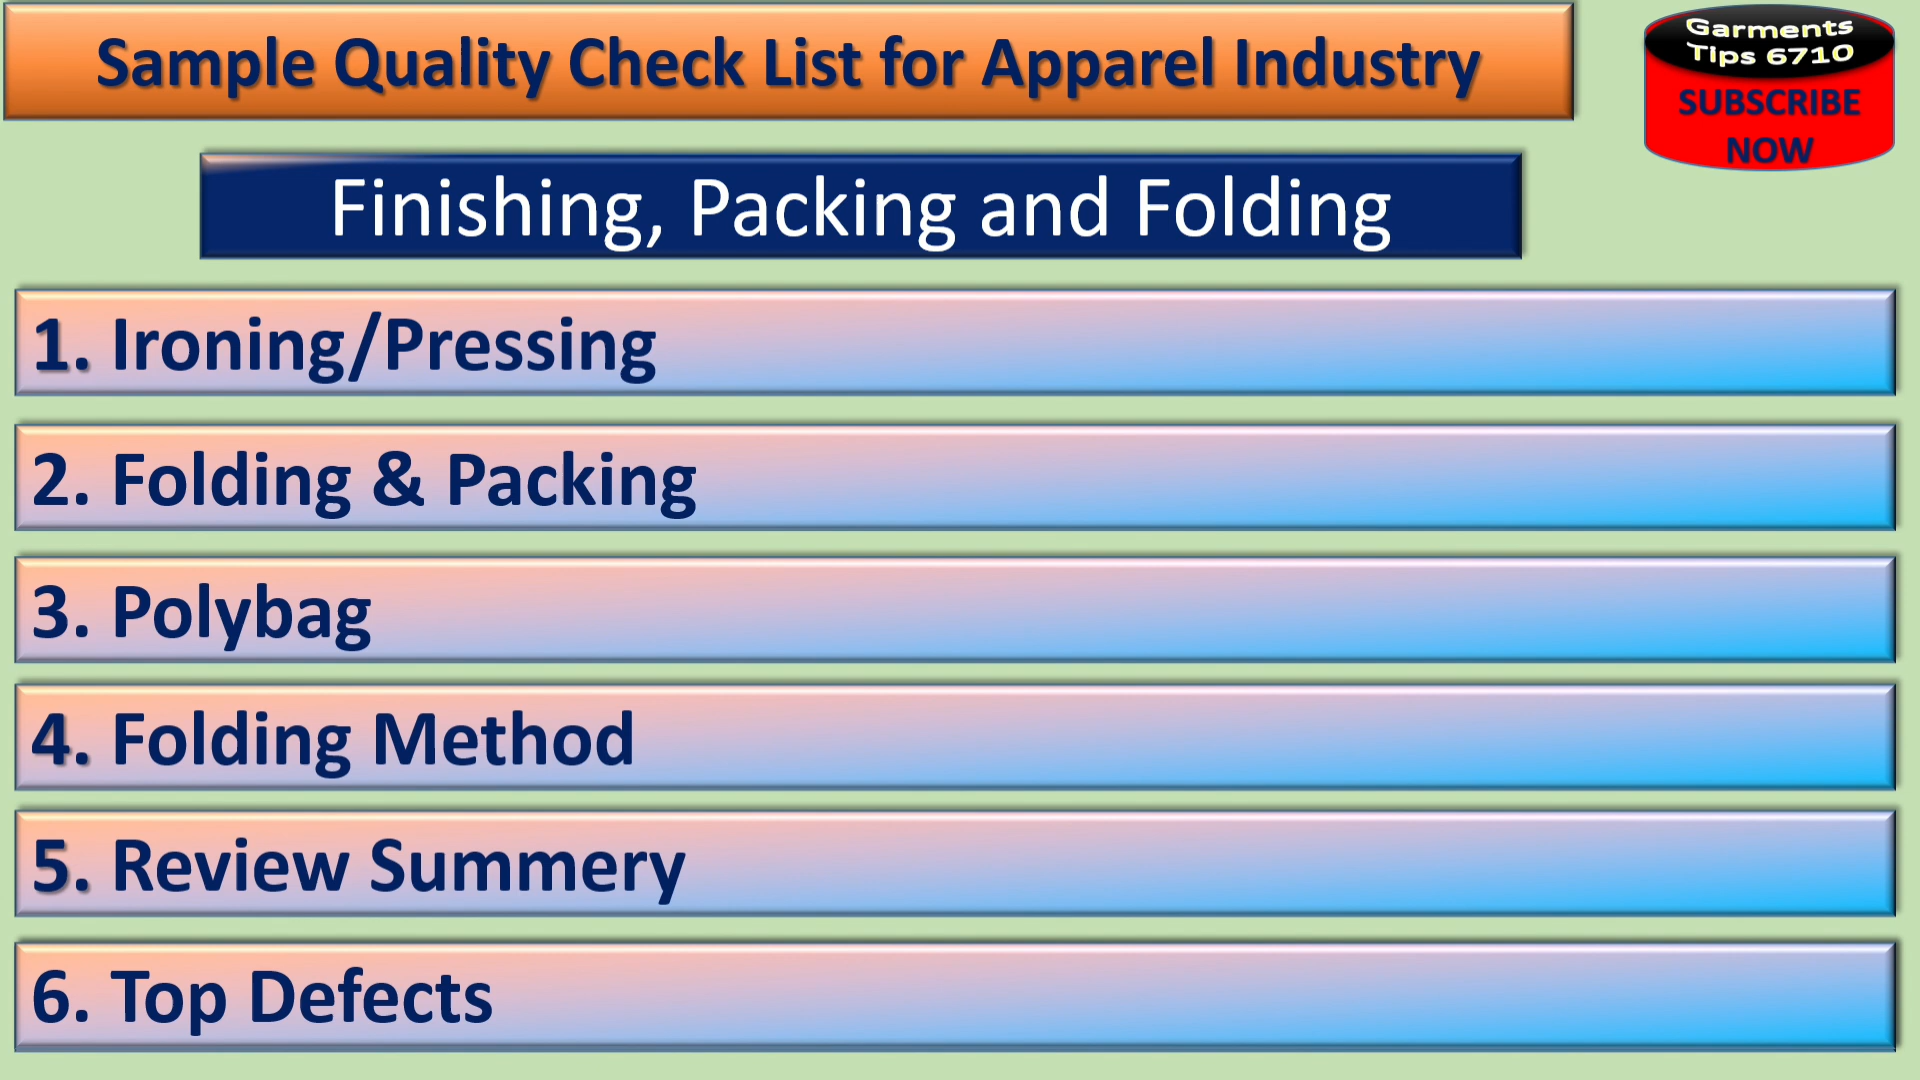 Sample Quality Check List for Apparel Industry
Garments
Tips 6710
SUBSCRIBE
NOW
Finishing, Packing and Folding
1. Ironing/Pressing
2. Folding & Packing
3. Polybag
4. Folding Method
5. Review Summery
6. Top Defects